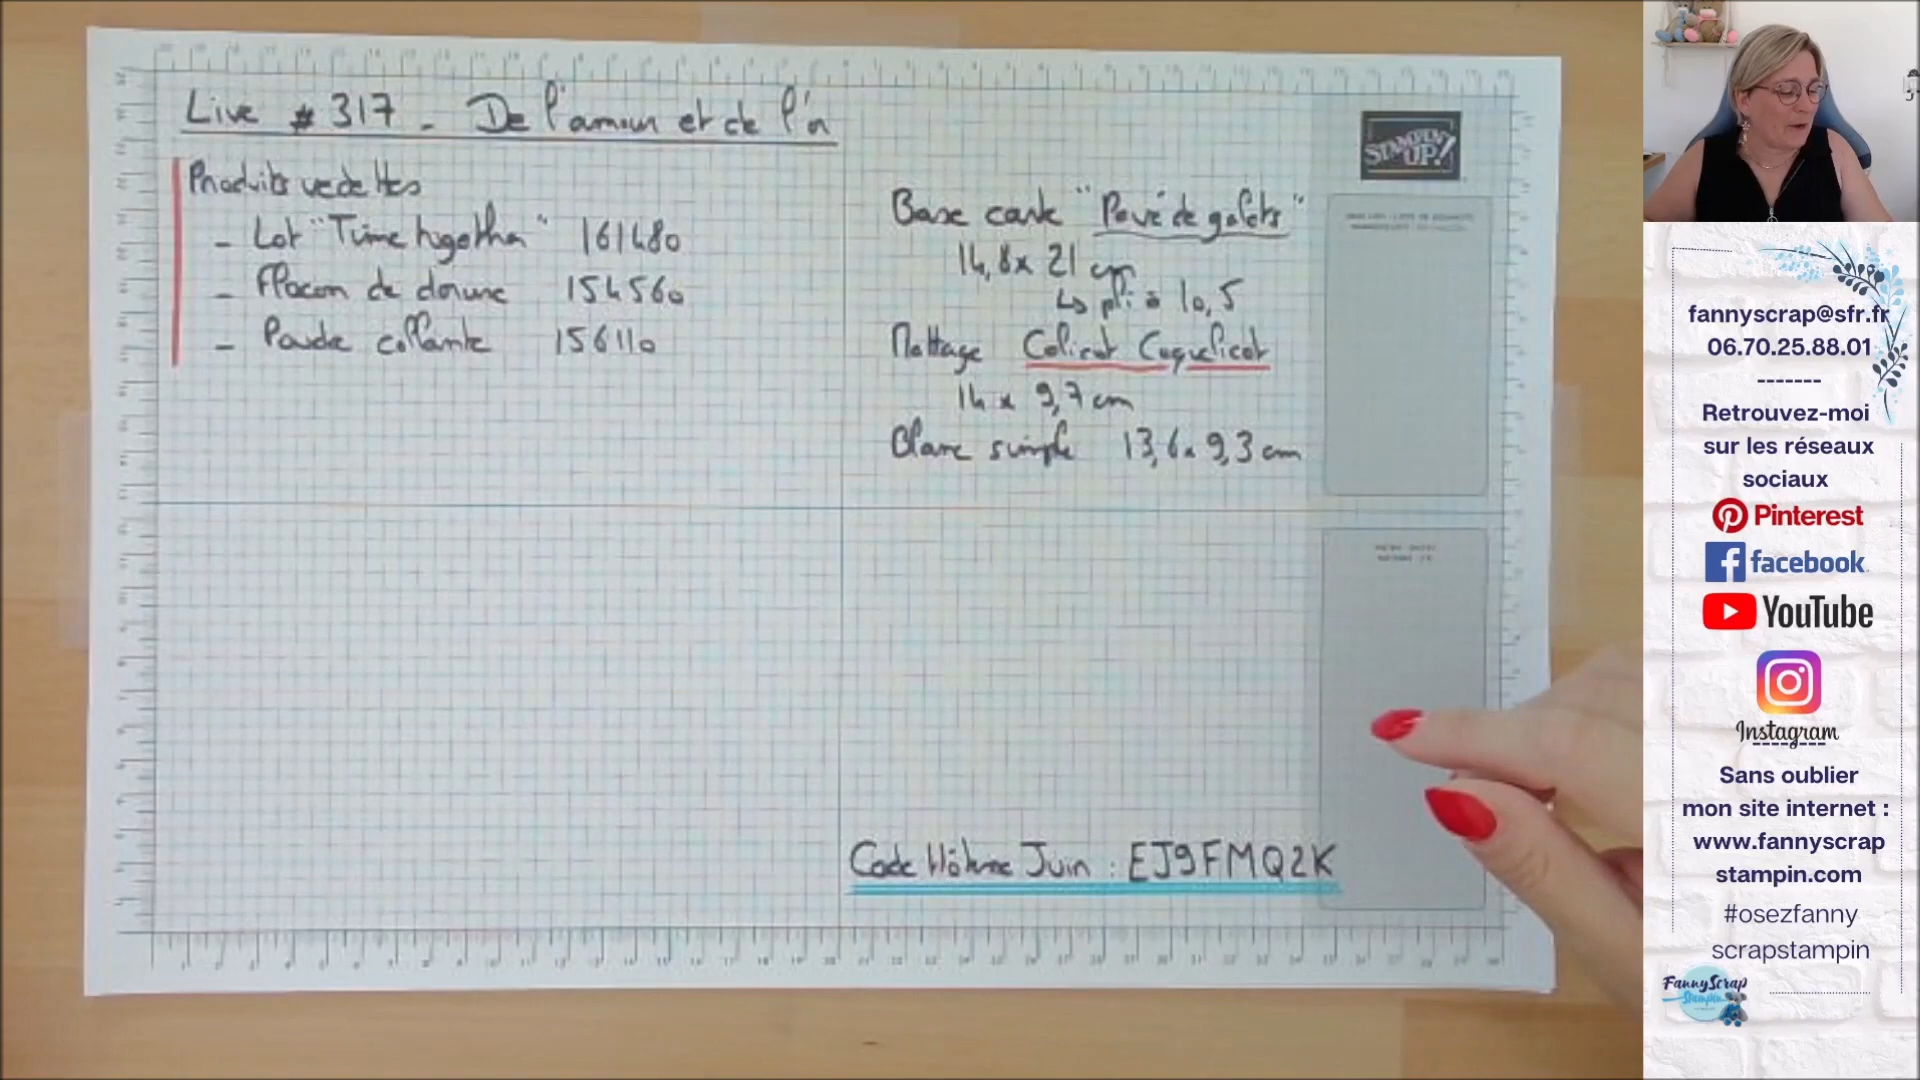 Live # 317 - De l'amour et de l'or
Produits vedettes
- Lot "Time together" 161480
- Flacon de dorure 154560
- Poudre collante 156110
Base carte "Pavé de galets"
14,8 x 21 cm
↳ pli à 10,5
Mattage Calicot Coquelicot
14 x 9,7 cm
Blanc simple 13,6 x 9,3 cm
Code Hôtesse Juin : EJ9FMQ2K
STAMPIN' UP!
fannyscrap@sfr.fr
06.70.25.88.01
-------
Retrouvez-moi
sur les réseaux
sociaux
Pinterest
facebook
YouTube
Instagram
-------
Sans oublier
mon site internet :
www.fannyscrap
stampin.com
#osezfanny
scrapstampin
FannyScrap
Stampin